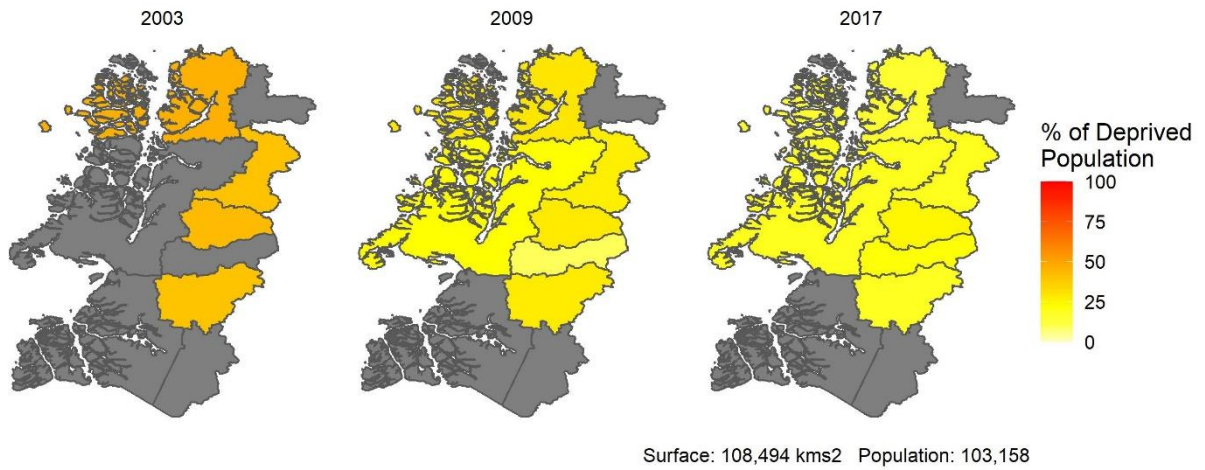 2003
2009
2017
% of Deprived
Population
100
75
50
25
0
Surface: 108,494 kms2 Population: 103,158